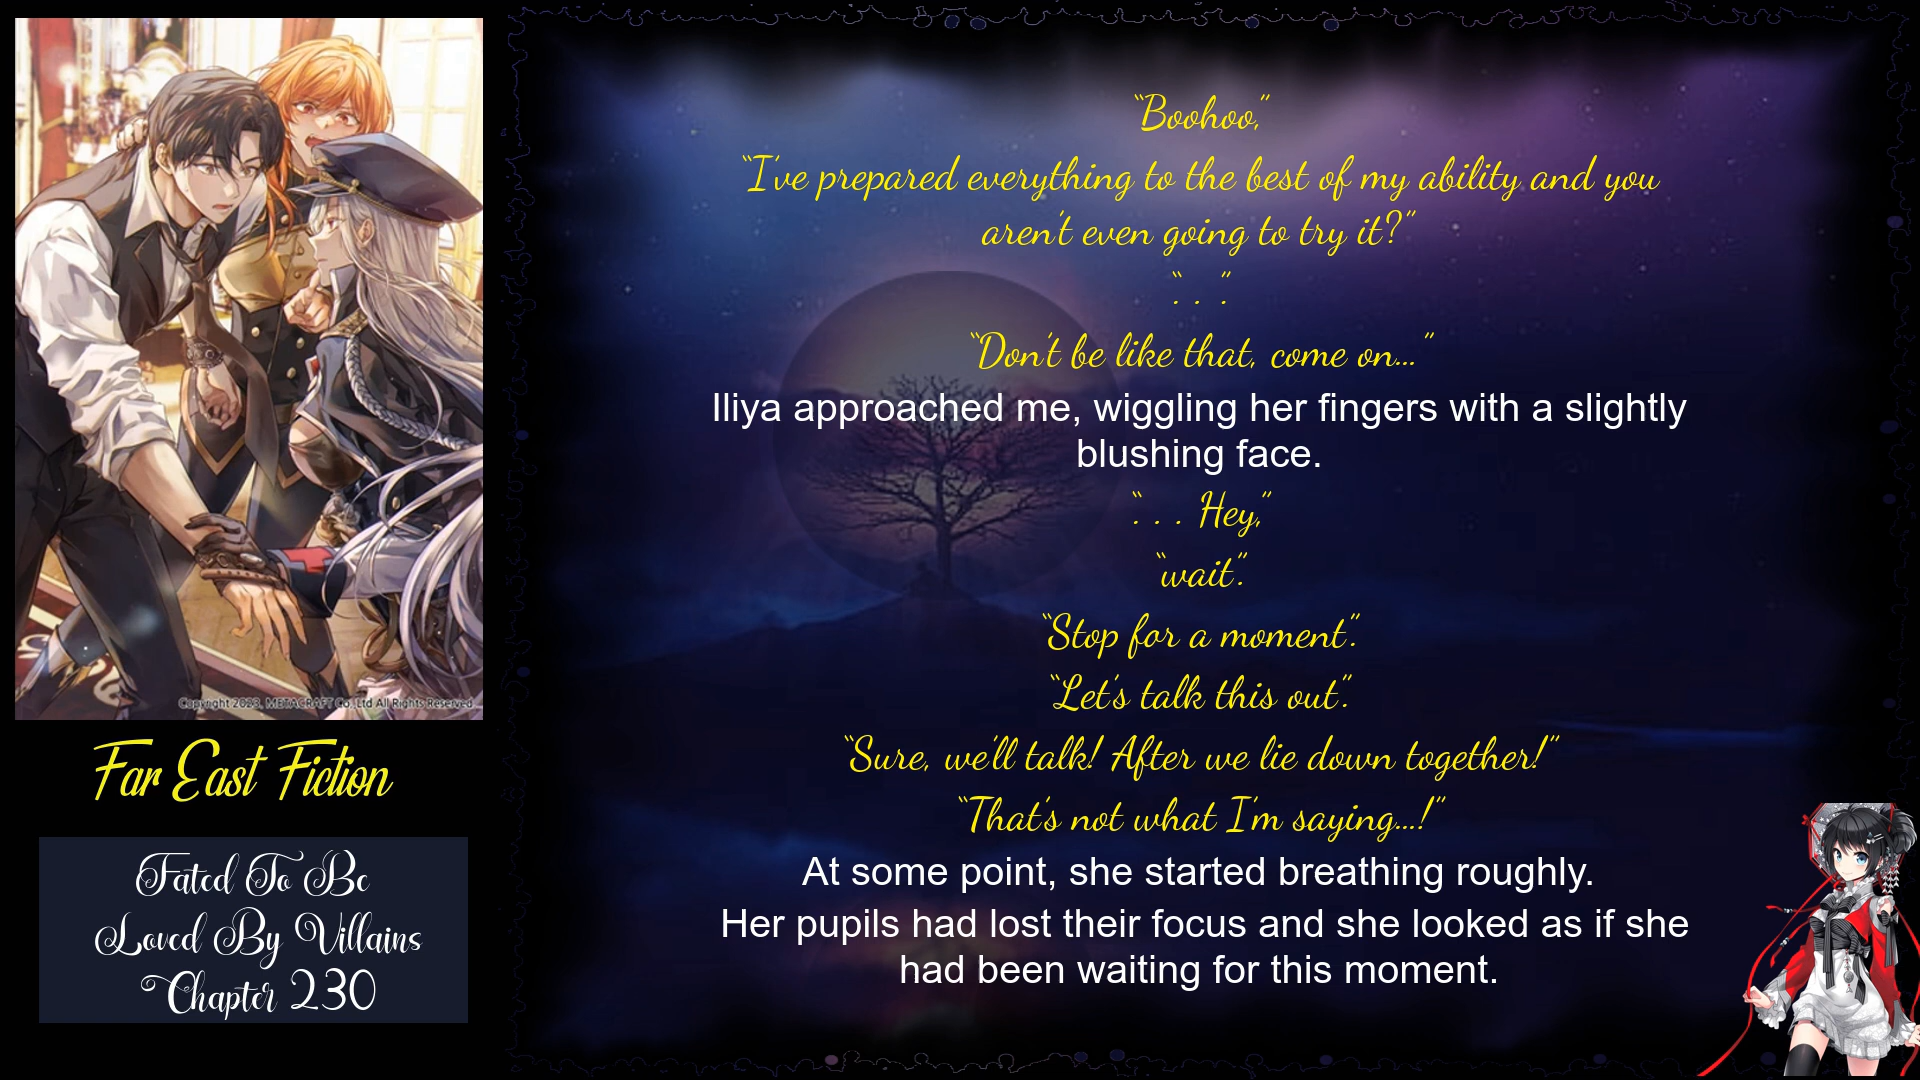 “Boohoo,”
“I’ve prepared everything to the best of my ability and you
aren’t even going to try it?”
“. . .”
“Don’t be like that, come on...”
Iliya approached me, wiggling her fingers with a slightly
blushing face.
“. . . Hey,”
“wait”.
“Stop for a moment”.
“Let’s talk this out”.
“Sure, we’ll talk! After we lie down together!”
“That’s not what I’m saying...!”
At some point, she started breathing roughly.
Her pupils had lost their focus and she looked as if she
had been waiting for this moment.
Copyright 2023. METACRAFT Co, Ltd All Rights Reserved
Far East Fiction
Fated To Be
Loved By Villains
Chapter 230